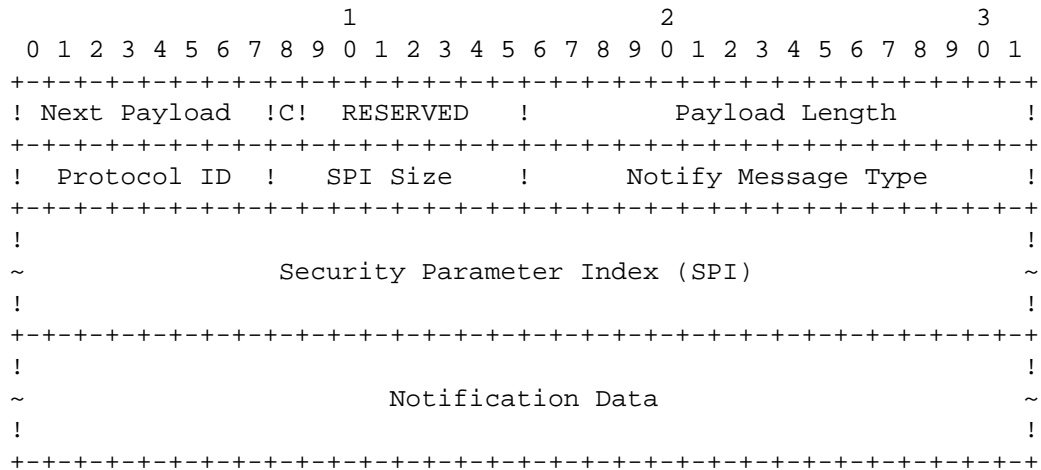 1                   2                   3
 0 1 2 3 4 5 6 7 8 9 0 1 2 3 4 5 6 7 8 9 0 1 2 3 4 5 6 7 8 9 0 1
+-+-+-+-+-+-+-+-+-+-+-+-+-+-+-+-+-+-+-+-+-+-+-+-+-+-+-+-+-+-+-+-+
! Next Payload  !C!  RESERVED   !         Payload Length        !
+-+-+-+-+-+-+-+-+-+-+-+-+-+-+-+-+-+-+-+-+-+-+-+-+-+-+-+-+-+-+-+-+
!  Protocol ID  !   SPI Size    !      Notify Message Type      !
+-+-+-+-+-+-+-+-+-+-+-+-+-+-+-+-+-+-+-+-+-+-+-+-+-+-+-+-+-+-+-+-+
!                                                               !
~                Security Parameter Index (SPI)                 ~
!                                                               !
+-+-+-+-+-+-+-+-+-+-+-+-+-+-+-+-+-+-+-+-+-+-+-+-+-+-+-+-+-+-+-+-+
!                                                               !
~                       Notification Data                       ~
!                                                               !
+-+-+-+-+-+-+-+-+-+-+-+-+-+-+-+-+-+-+-+-+-+-+-+-+-+-+-+-+-+-+-+-+